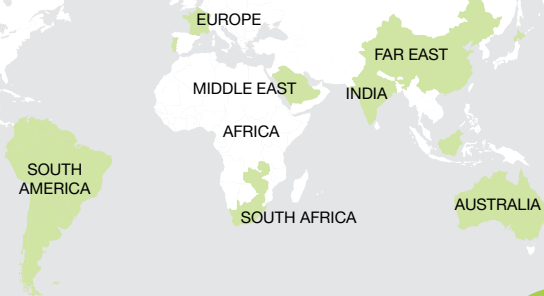 EUROPE
FAR EAST
MIDDLE EAST
INDIA
AFRICA
SOUTH
AMERICA
AUSTRALIA
SOUTH AFRICA